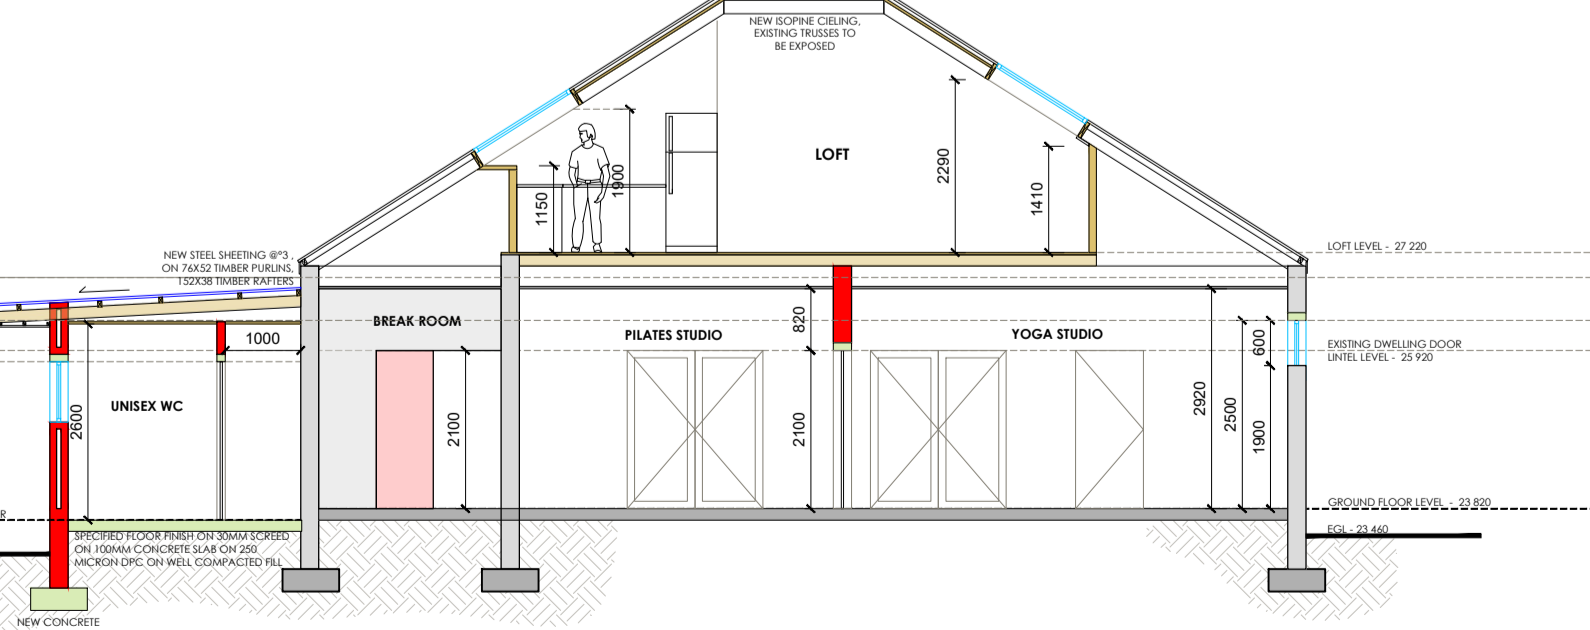 NEW ISOPINE CIELING,
EXISTING TRUSSES TO
BE EXPOSED
LOFT
2290
1900
1410
1150
LOFT LEVEL - 27 220
NEW STEEL SHEETING @º3 ,
ON 76X52 TIMBER PURLINS,
152X38 TIMBER RAFTERS
BREAK ROOM
820
PILATES STUDIO
YOGA STUDIO
1000
600
EXISTING DWELLING DOOR
LINTEL LEVEL - 25 920
UNISEX WC
2600
2100
2100
2920
2500
1900
GROUND FLOOR LEVEL - 23 820
R
EGL - 23 460
SPECIFIED FLOOR FINISH ON 30MM SCREED
ON 100MM CONCRETE SLAB ON 250
MICRON DPC ON WELL COMPACTED FILL
NEW CONCRETE